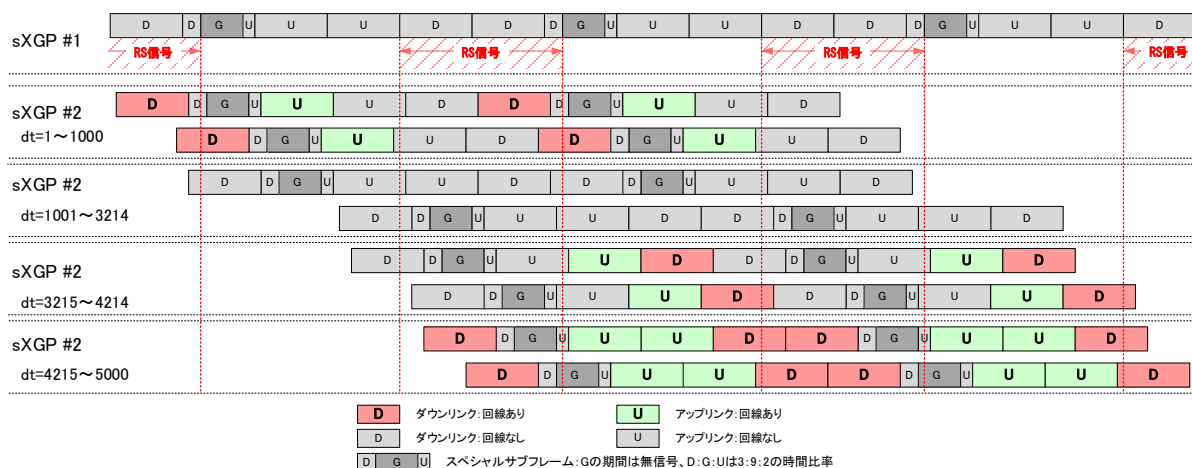 D D G U U U D D D G U U U D D D G U U U D
sXGP #1
RS信号 RS信号 RS信号 RS信号
D D G U U U D D D G U U U D
sXGP #2
dt=1～1000
D D G U U U D D D G U U U D
sXGP #2
D D G U U U D D D G U U U D
dt=1001～3214
D D G U U U D D D G U U U D
sXGP #2
D D G U U U D D D G U U U D
dt=3215～4214
D D G U U U D D D G U U U D
sXGP #2
D D G U U U D D D G U U U D
dt=4215～5000
D D G U U U D D D G U U U D
D ダウンリンク：回線あり U アップリンク：回線あり
D ダウンリンク：回線なし U アップリンク：回線なし
D G U スペシャルサブフレーム：Gの期間は無信号、D:G:Uは3:9:2の時間比率